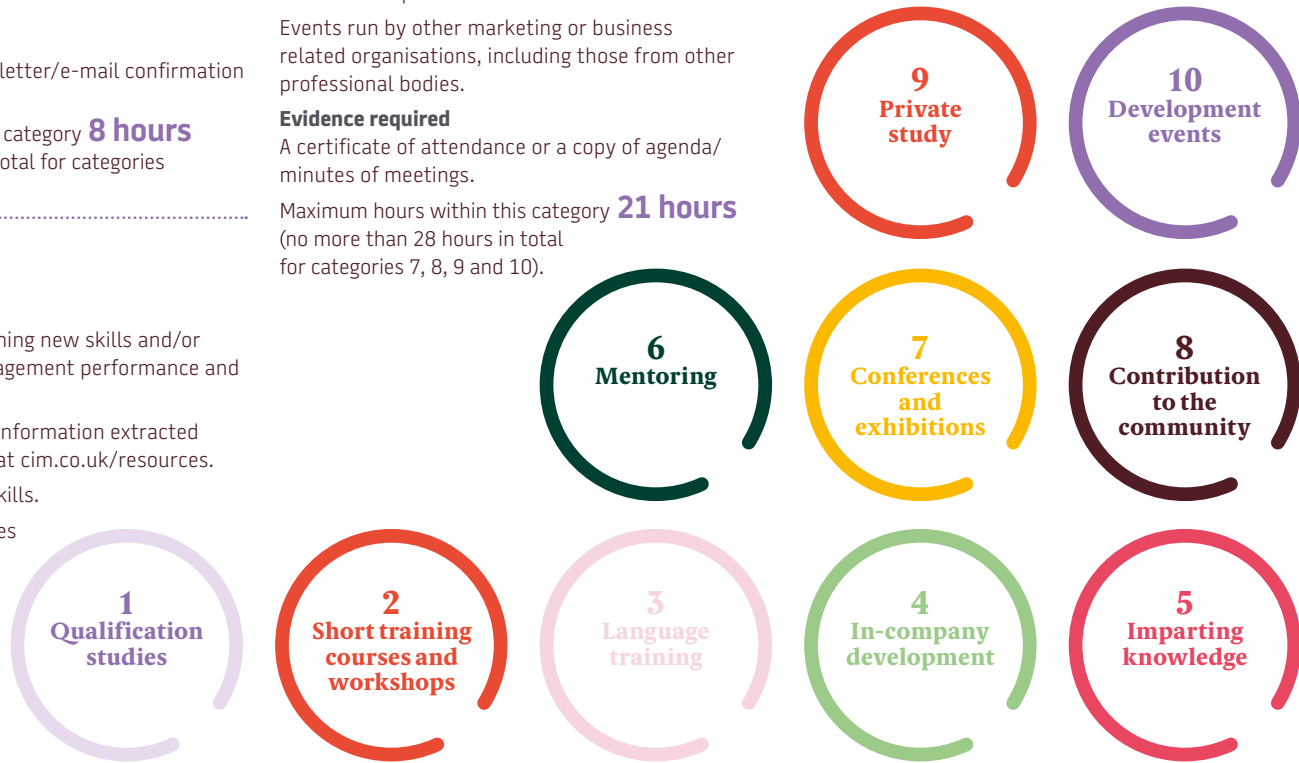 letter/e-mail confirmation
category 8 hours
otal for categories
ning new skills and/or
agement performance and
nformation extracted
at cim.co.uk/resources.
kills.
es
Events run by other marketing or business
related organisations, including those from other
professional bodies.
Evidence required
A certificate of attendance or a copy of agenda/
minutes of meetings.
Maximum hours within this category 21 hours
(no more than 28 hours in total
for categories 7, 8, 9 and 10).
9
Private
study
10
Development
events
6
Mentoring
7
Conferences
and
exhibitions
8
Contribution
to the
community
1
Qualification
studies
2
Short training
courses and
workshops
3
Language
training
4
In-company
development
5
Imparting
knowledge